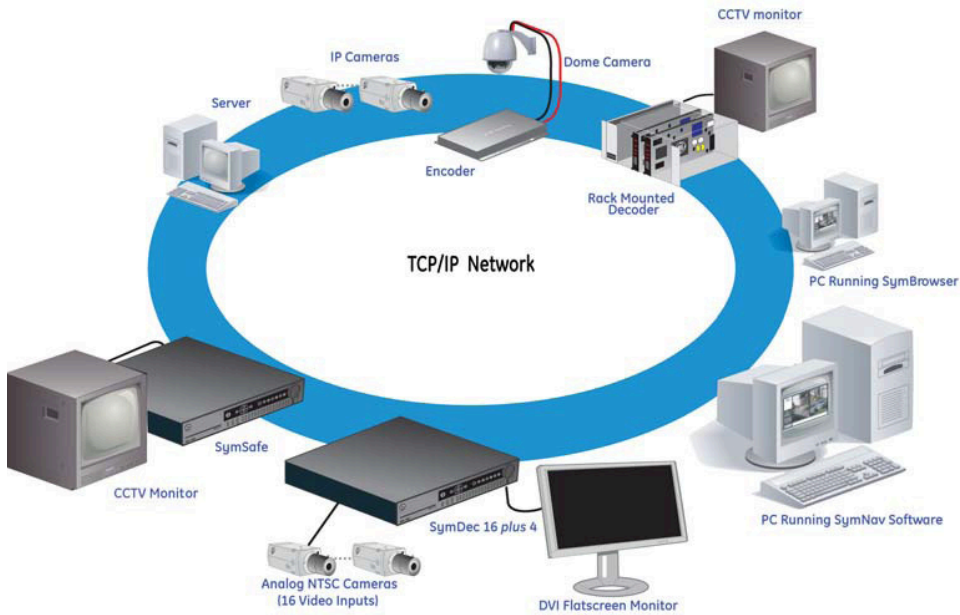 CCTV monitor
IP Cameras
Dome Camera
Server
Encoder
Rack Mounted
Decoder
TCP/IP Network
PC Running SymBrowser
SymSafe
CCTV Monitor
SymDec 16 plus 4
PC Running SymNav Software
Analog NTSC Cameras
(16 Video Inputs)
DVI Flatscreen Monitor